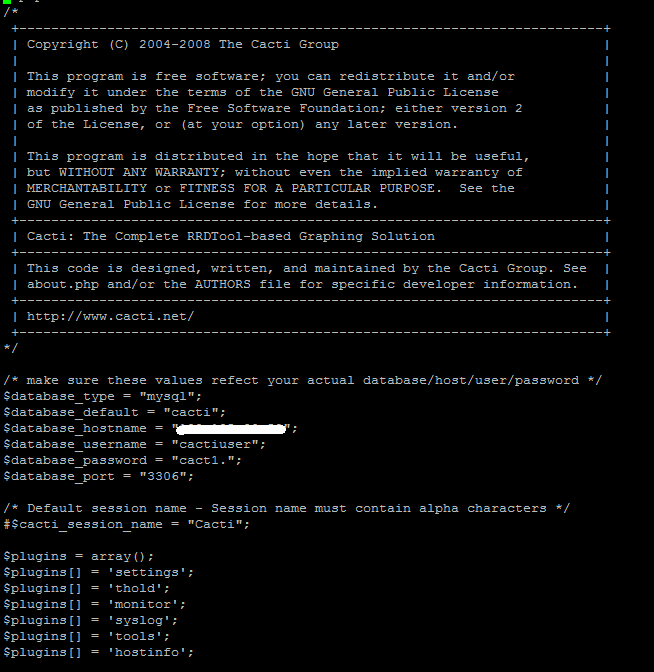 /*
+-------------------------------------------------------------------------+
| Copyright (C) 2004-2008 The Cacti Group |
| |
| This program is free software; you can redistribute it and/or |
| modify it under the terms of the GNU General Public License |
| as published by the Free Software Foundation; either version 2 |
| of the License, or (at your option) any later version. |
| |
| This program is distributed in the hope that it will be useful, |
| but WITHOUT ANY WARRANTY; without even the implied warranty of |
| MERCHANTABILITY or FITNESS FOR A PARTICULAR PURPOSE.  See the |
| GNU General Public License for more details. |
+-------------------------------------------------------------------------+
| Cacti: The Complete RRDTool-based Graphing Solution |
+-------------------------------------------------------------------------+
| This code is designed, written, and maintained by the Cacti Group. See |
| about.php and/or the AUTHORS file for specific developer information. |
+-------------------------------------------------------------------------+
| http://www.cacti.net/ |
+-------------------------------------------------------------------------+
*/
/* make sure these values refect your actual database/host/user/password */
$database_type = "mysql";
$database_default = "cacti";
$database_hostname = "";
$database_username = "cactiuser";
$database_password = "cact1.";
$database_port = "3306";
/* Default session name - Session name must contain alpha characters */
#$cacti_session_name = "Cacti";
$plugins = array();
$plugins[] = 'settings';
$plugins[] = 'thold';
$plugins[] = 'monitor';
$plugins[] = 'syslog';
$plugins[] = 'tools';
$plugins[] = 'hostinfo';